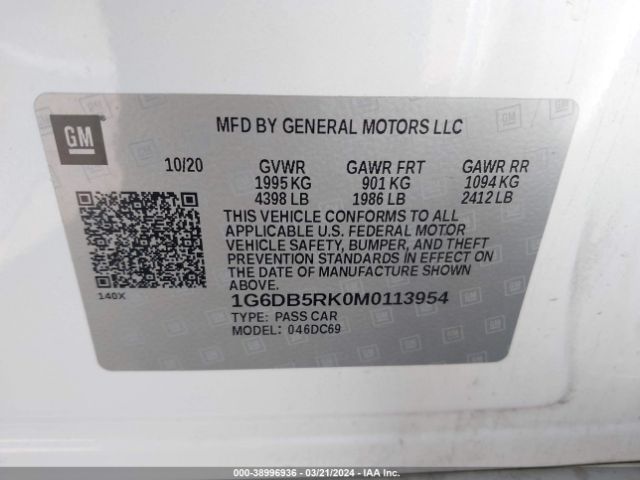 GM
MFD BY GENERAL MOTORS LLC
10/20 GVWR GAWR FRT GAWR RR
1995 KG 901 KG 1094 KG
4398 LB 1986 LB 2412 LB
THIS VEHICLE CONFORMS TO ALL
APPLICABLE U.S. FEDERAL MOTOR
VEHICLE SAFETY, BUMPER, AND THEFT
PREVENTION STANDARDS IN EFFECT ON
THE DATE OF MANUFACTURE SHOWN
ABOVE.
140X
1G6DB5RK0M0113954
TYPE: PASS CAR
MODEL: 046DC69
000-38996936 - 03/21/2024 - IAA Inc.